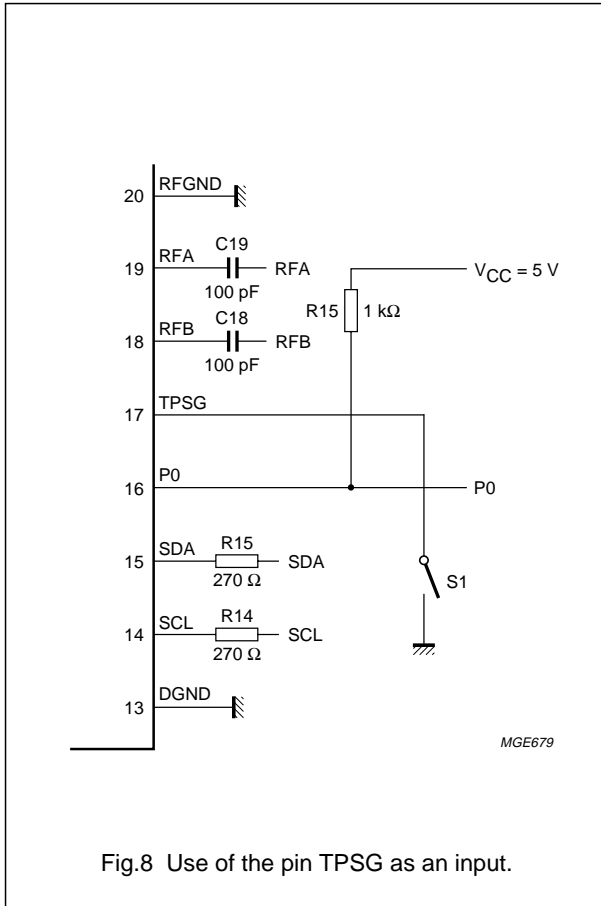 20 RFGND
19 RFA C19 RFA
100 pF
VCC = 5 V
R15 1 kΩ
18 RFB C18 RFB
100 pF
17 TPSG
16 P0 P0
15 SDA R15 SDA
270 Ω
S1
14 SCL R14 SCL
270 Ω
13 DGND
MGE679
Fig.8 Use of the pin TPSG as an input.